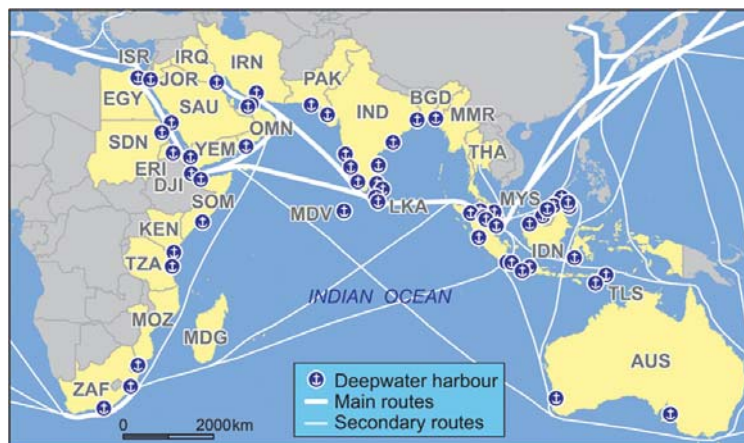 ISR
IRQ
IRN
JOR
PAK
EGY
SAU
IND
BGD
OMN
MMR
SDN
YEM
THA
ERI
DJI
SOM
MDV
LKA
MYS
KEN
IDN
TZA
INDIAN OCEAN
TLS
MOZ
MDG
AUS
ZAF
Deepwater harbour
Main routes
Secondary routes
0 2000km